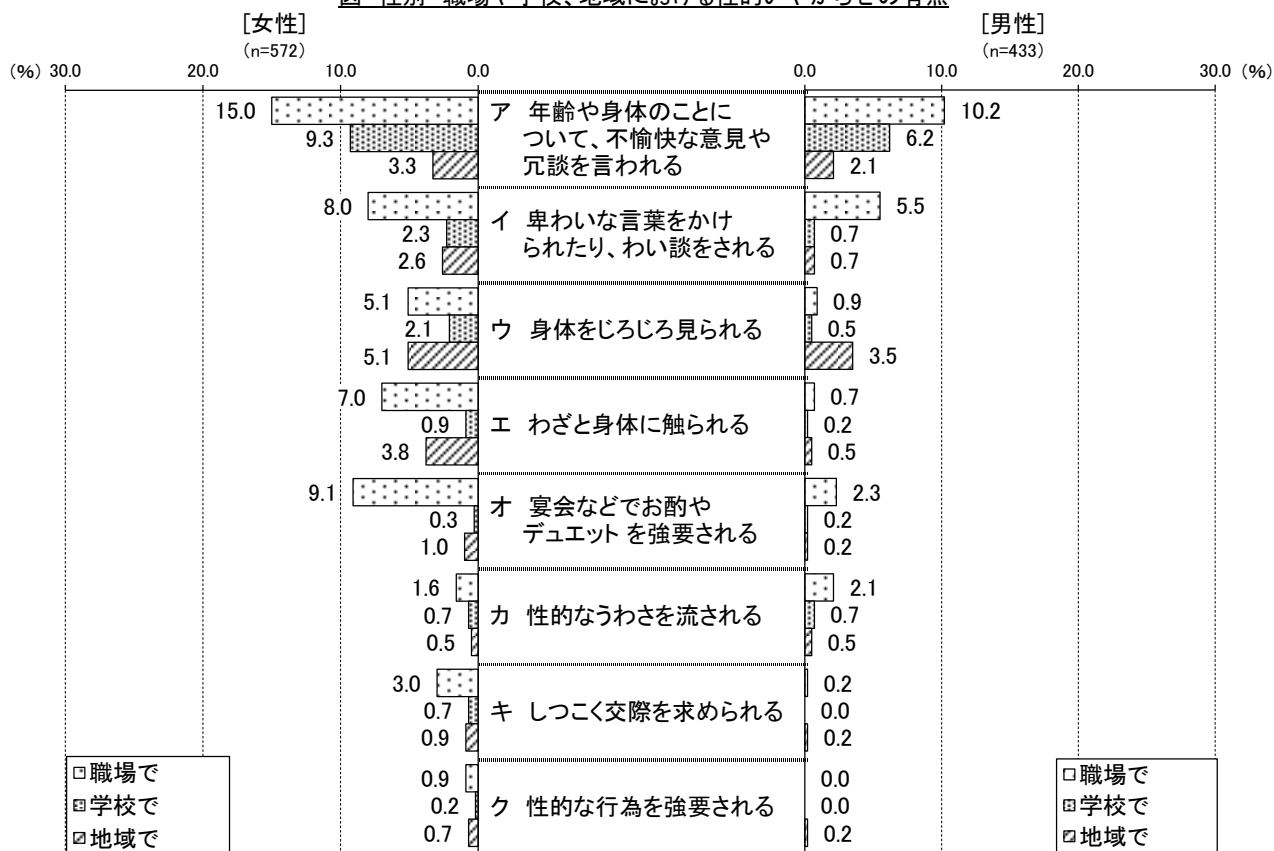 [女性]
(n=572)
[男性]
(n=433)
(%) 30.0 20.0 10.0 0.0 0.0 10.0 20.0 30.0 (%)
15.0 ア 年齢や身体のことに 10.2
9.3 ついて、不愉快な意見や 6.2
3.3 冗談を言われる 2.1
8.0 イ 卑わいな言葉をかけ 5.5
2.3 られたり、わい談をされる 0.7
2.6 0.7
5.1 0.9
2.1 ウ 身体をじろじろ見られる 0.5
5.1 3.5
7.0 0.7
0.9 エ わざと身体に触られる 0.2
3.8 0.5
9.1 オ 宴会などでお酌や 2.3
0.3 デュエット を強要される 0.2
1.0 0.2
1.6 2.1
0.7 カ 性的なうわさを流される 0.7
0.5 0.5
3.0 0.2
0.7 キ しつこく交際を求められる 0.0
0.9 0.2
0.9 0.0
0.2 ク 性的な行為を強要される 0.0
0.7 0.2
職場で
学校で
地域で
職場で
学校で
地域で